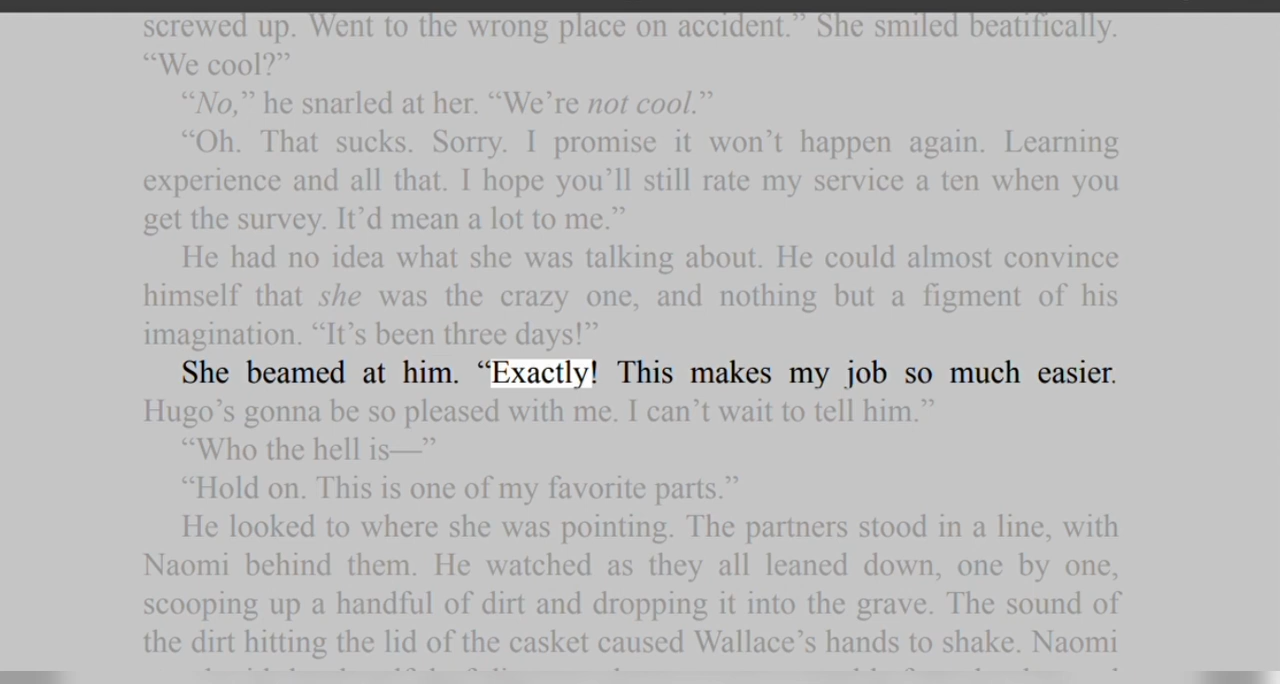 screwed up. Went to the wrong place on accident.” She smiled beatifically.
“We cool?”
“No,” he snarled at her. “We’re not cool.”
“Oh. That sucks. Sorry. I promise it won’t happen again. Learning
experience and all that. I hope you’ll still rate my service a ten when you
get the survey. It’d mean a lot to me.”
He had no idea what she was talking about. He could almost convince
himself that she was the crazy one, and nothing but a figment of his
imagination. “It’s been three days!”
She beamed at him. “Exactly! This makes my job so much easier.
Hugo’s gonna be so pleased with me. I can’t wait to tell him.”
“Who the hell is—”
“Hold on. This is one of my favorite parts.”
He looked to where she was pointing. The partners stood in a line, with
Naomi behind them. He watched as they all leaned down, one by one,
scooping up a handful of dirt and dropping it into the grave. The sound of
the dirt hitting the lid of the casket caused Wallace’s hands to shake. Naomi